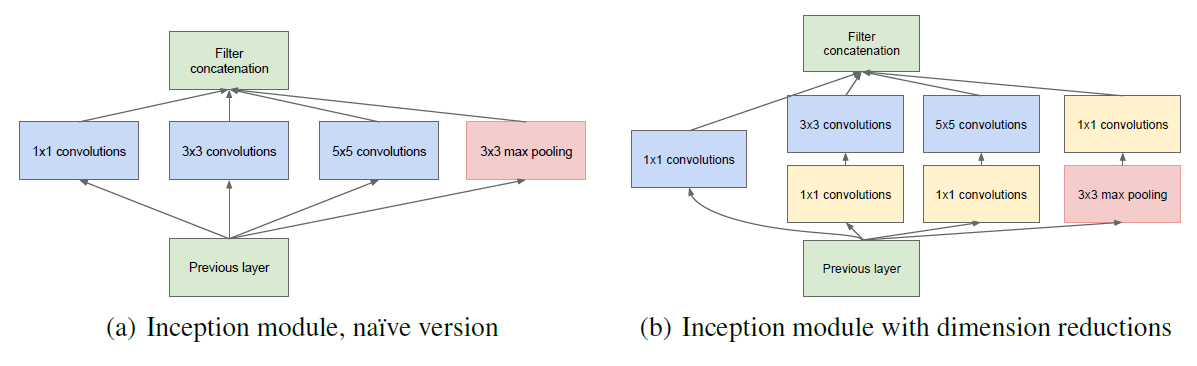 Filter
concatenation
1x1 convolutions
3x3 convolutions
5x5 convolutions
3x3 max pooling
Previous layer
(a) Inception module, naïve version
Filter
concatenation
3x3 convolutions
5x5 convolutions
1x1 convolutions
1x1 convolutions
1x1 convolutions
1x1 convolutions
3x3 max pooling
Previous layer
(b) Inception module with dimension reductions